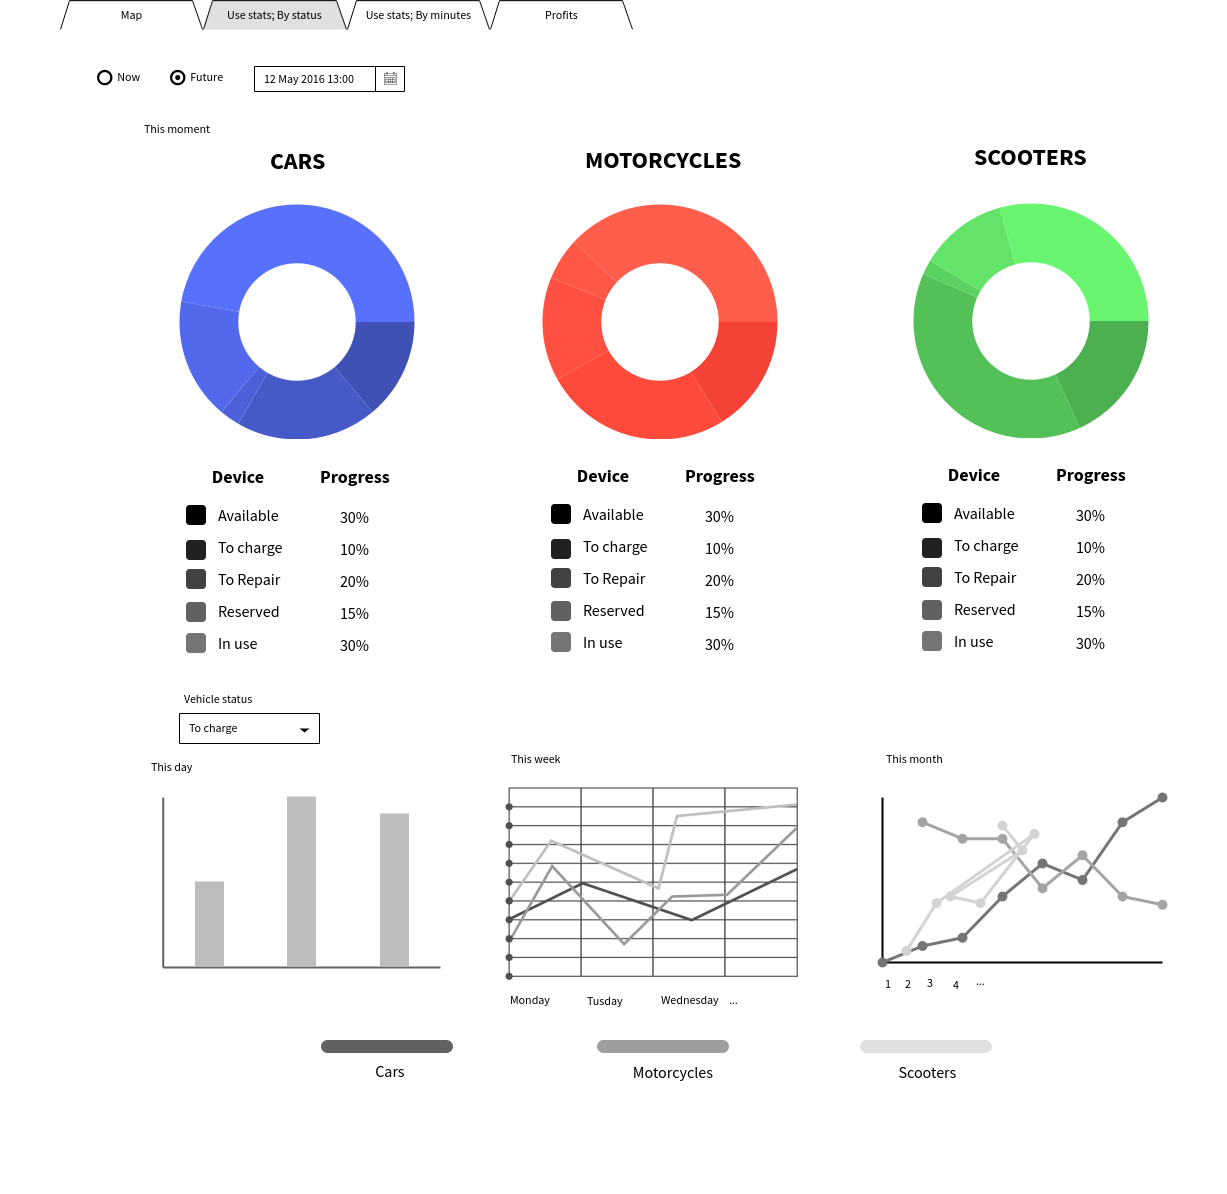 Map
Use stats; By status
Use stats; By minutes
Profits
Now
Future
12 May 2016 13:00
This moment
CARS
MOTORCYCLES
SCOOTERS
Device Progress
Available 30%
To charge 10%
To Repair 20%
Reserved 15%
In use 30%
Device Progress
Available 30%
To charge 10%
To Repair 20%
Reserved 15%
In use 30%
Device Progress
Available 30%
To charge 10%
To Repair 20%
Reserved 15%
In use 30%
Vehicle status
To charge
This day
This week
Monday Tusday Wednesday ...
This month
1 2 3 4 ...
Cars
Motorcycles
Scooters